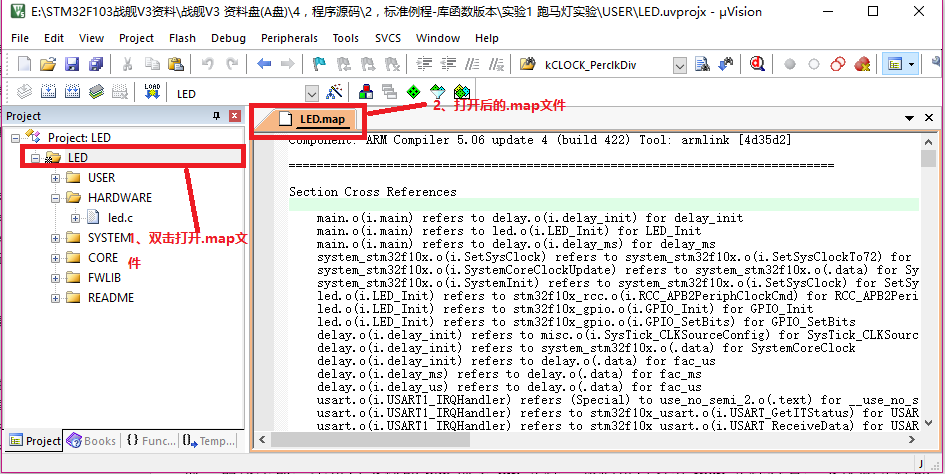 E:\STM32F103战舰V3资料\战舰V3 资料盘(A盘)\4，程序源码\2，标准例程-库函数版本\实验1 跑马灯实验\USER\LED.uvprojx - µVision
File Edit View Project Flash Debug Peripherals Tools SVCS Window Help
kCLOCK_PerclkDiv
LOAD
LED
2、打开后的.map文件
Project
LED.map
Project: LED
LED
USER
HARDWARE
led.c
SYSTEM
1、双击打开.map文件
CORE
FWLIB
README
Component: ARM Compiler 5.06 update 4 (build 422) Tool: armlink [4d35d2]
==============================================================================
Section Cross References
main.o(i.main) refers to delay.o(i.delay_init) for delay_init
main.o(i.main) refers to led.o(i.LED_Init) for LED_Init
main.o(i.main) refers to delay.o(i.delay_ms) for delay_ms
system_stm32f10x.o(i.SetSysClock) refers to system_stm32f10x.o(i.SetSysClockTo72) for
system_stm32f10x.o(i.SystemCoreClockUpdate) refers to system_stm32f10x.o(.data) for Sy
system_stm32f10x.o(i.SystemInit) refers to system_stm32f10x.o(i.SetSysClock) for SetSy
led.o(i.LED_Init) refers to stm32f10x_rcc.o(i.RCC_APB2PeriphClockCmd) for RCC_APB2Peri
led.o(i.LED_Init) refers to stm32f10x_gpio.o(i.GPIO_Init) for GPIO_Init
led.o(i.LED_Init) refers to stm32f10x_gpio.o(i.GPIO_SetBits) for GPIO_SetBits
delay.o(i.delay_init) refers to misc.o(i.SysTick_CLKSourceConfig) for SysTick_CLKSourc
delay.o(i.delay_init) refers to system_stm32f10x.o(.data) for SystemCoreClock
delay.o(i.delay_init) refers to delay.o(.data) for fac_us
delay.o(i.delay_ms) refers to delay.o(.data) for fac_ms
delay.o(i.delay_us) refers to delay.o(.data) for fac_us
usart.o(i.USART1_IRQHandler) refers (Special) to use_no_semi_2.o(.text) for __use_no_s
usart.o(i.USART1_IRQHandler) refers to stm32f10x_usart.o(i.USART_GetITStatus) for USAR
usart.o(i.USART1_IRQHandler) refers to stm32f10x_usart.o(i.USART_ReceiveData) for USAR
Project Books Func... Temp...
J